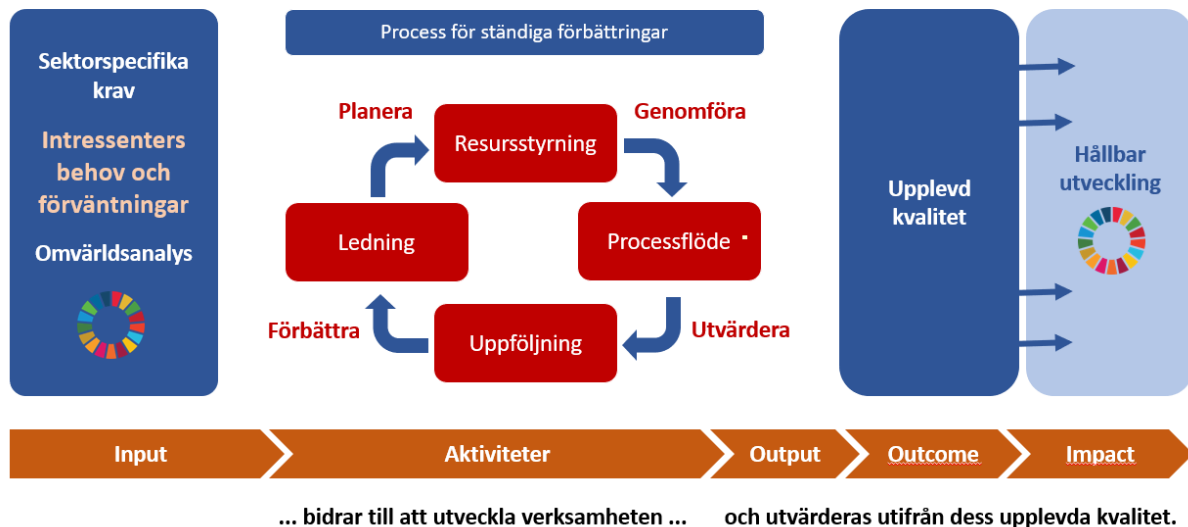 Sektorspecifika
krav
Intressenters
behov och
förväntningar
Omvärldsanalys
Process för ständiga förbättringar
Planera
Genomföra
Resursstyrning
Ledning
Processflöde
Förbättra
Utvärdera
Uppföljning
Upplevd
kvalitet
Hållbar
utveckling
Input
Aktiviteter
Output
Outcome
Impact
... bidrar till att utveckla verksamheten ...
och utvärderas utifrån dess upplevda kvalitet.